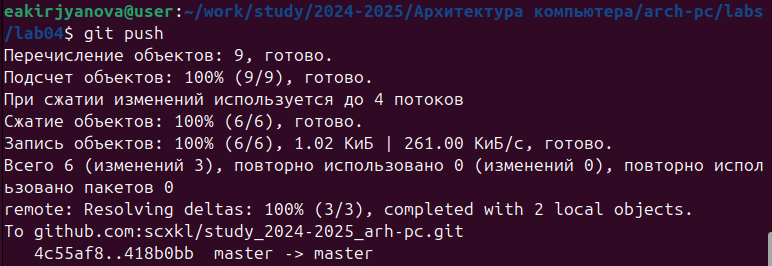 eakirjyanova@user:~/work/study/2024-2025/Архитектура компьютера/arch-pc/labs
/lab04$ git push
Перечисление объектов: 9, готово.
Подсчет объектов: 100% (9/9), готово.
При сжатии изменений используется до 4 потоков
Сжатие объектов: 100% (6/6), готово.
Запись объектов: 100% (6/6), 1.02 КиБ | 261.00 КиБ/с, готово.
Всего 6 (изменений 3), повторно использовано 0 (изменений 0), повторно испол
ьзовано пакетов 0
remote: Resolving deltas: 100% (3/3), completed with 2 local objects.
To github.com:scxkl/study_2024-2025_arh-pc.git
   4c55af8..418b0bb  master -> master